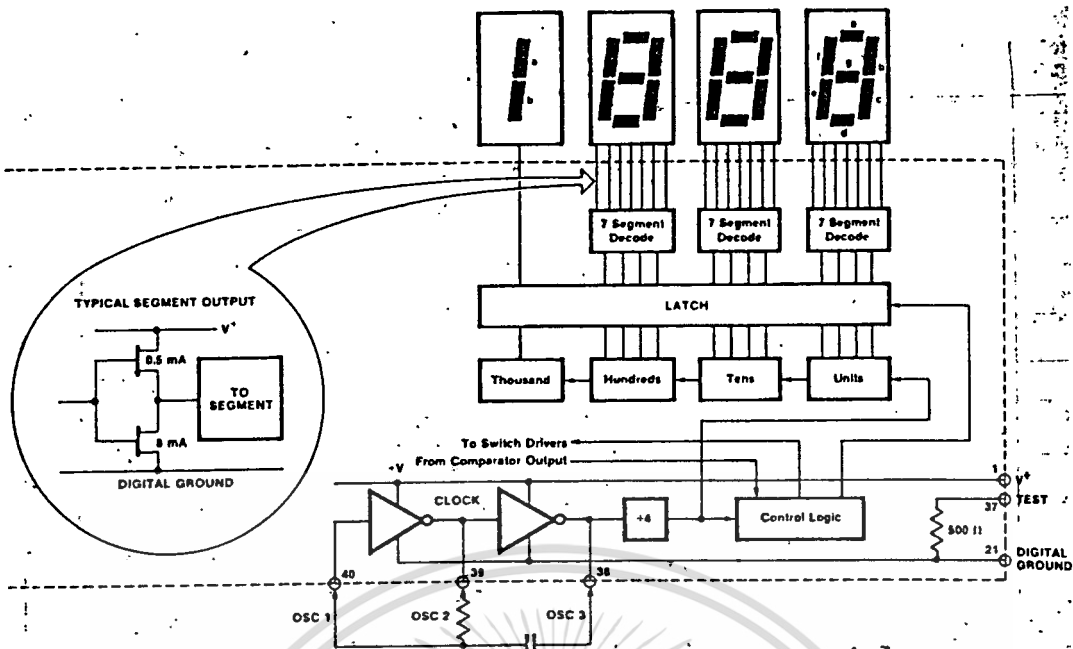 a
b
a
f
b
g
e
c
d
7 Segment Decode
7 Segment Decode
7 Segment Decode
LATCH
Thousand
Hundreds
Tens
Units
TYPICAL SEGMENT OUTPUT
V+
0.5 mA
TO SEGMENT
8 mA
DIGITAL GROUND
To Switch Drivers
From Comparator Output
+V
CLOCK
÷4
Control Logic
1
V+
37
TEST
500 Ω
21
DIGITAL GROUND
40
39
38
OSC 1
OSC 2
OSC 3